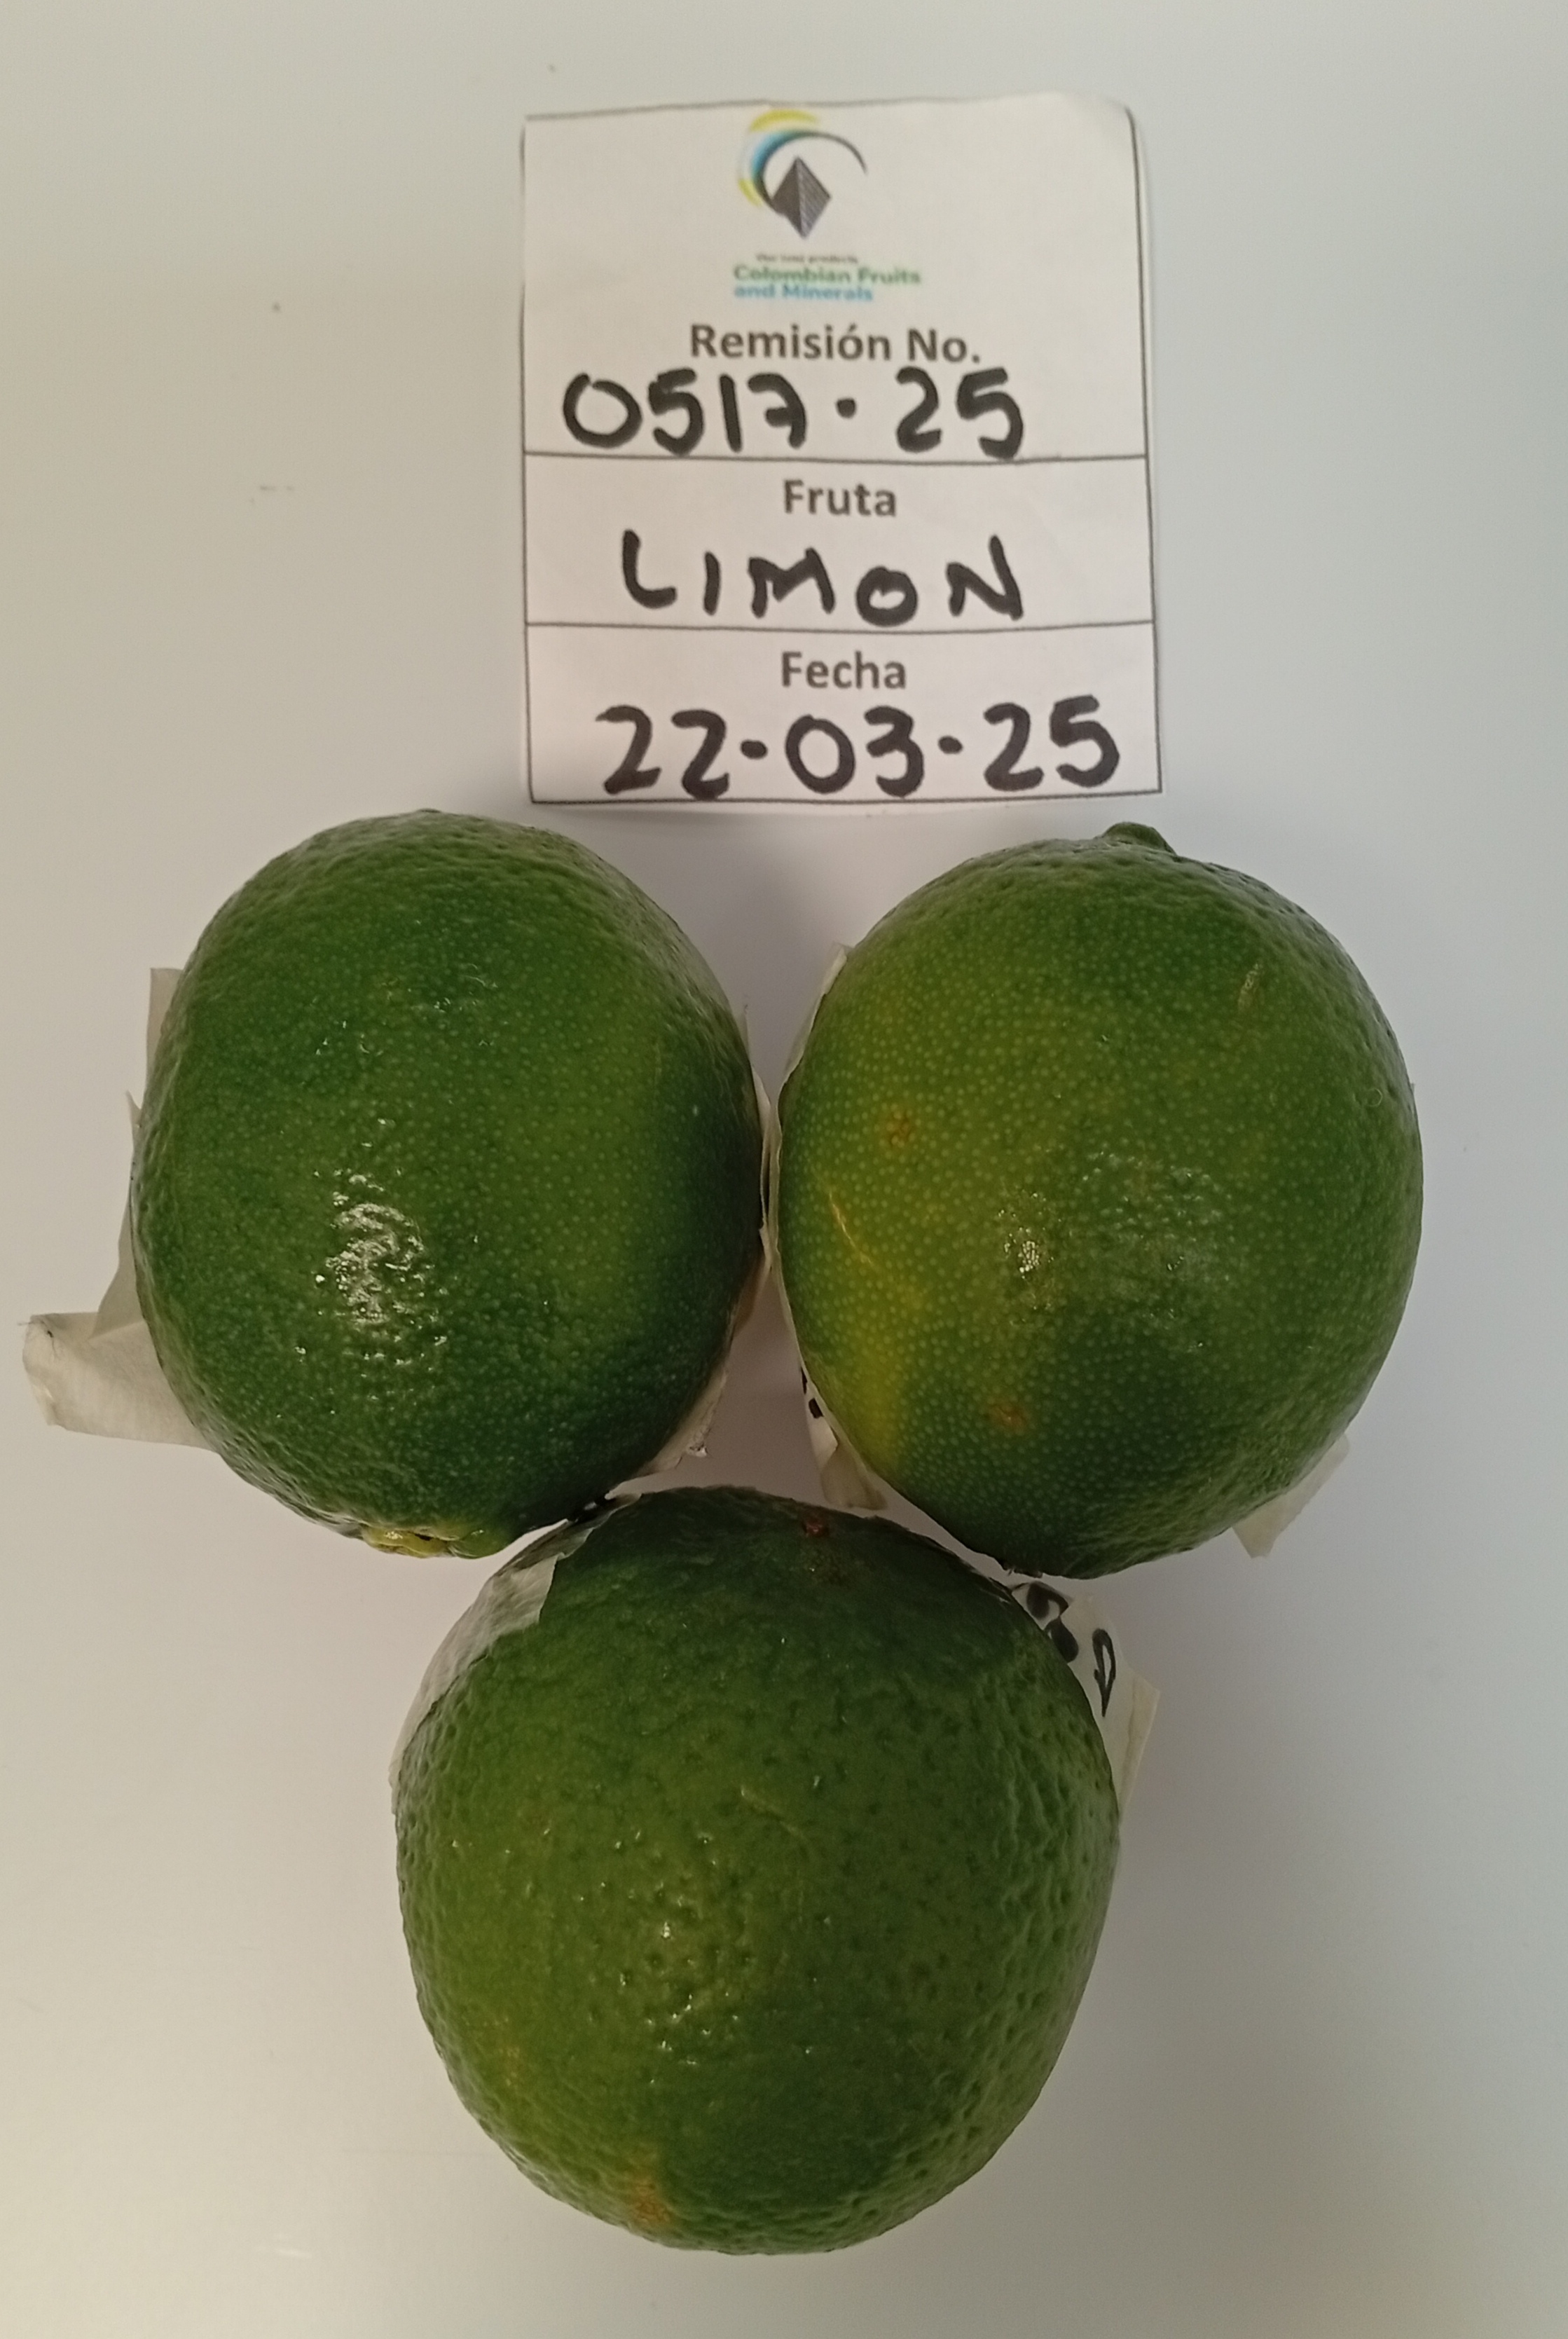 Colombian Fruits
and Minerals
Remisión No.
0517·25
Fruta
LIMON
Fecha
22-03-25